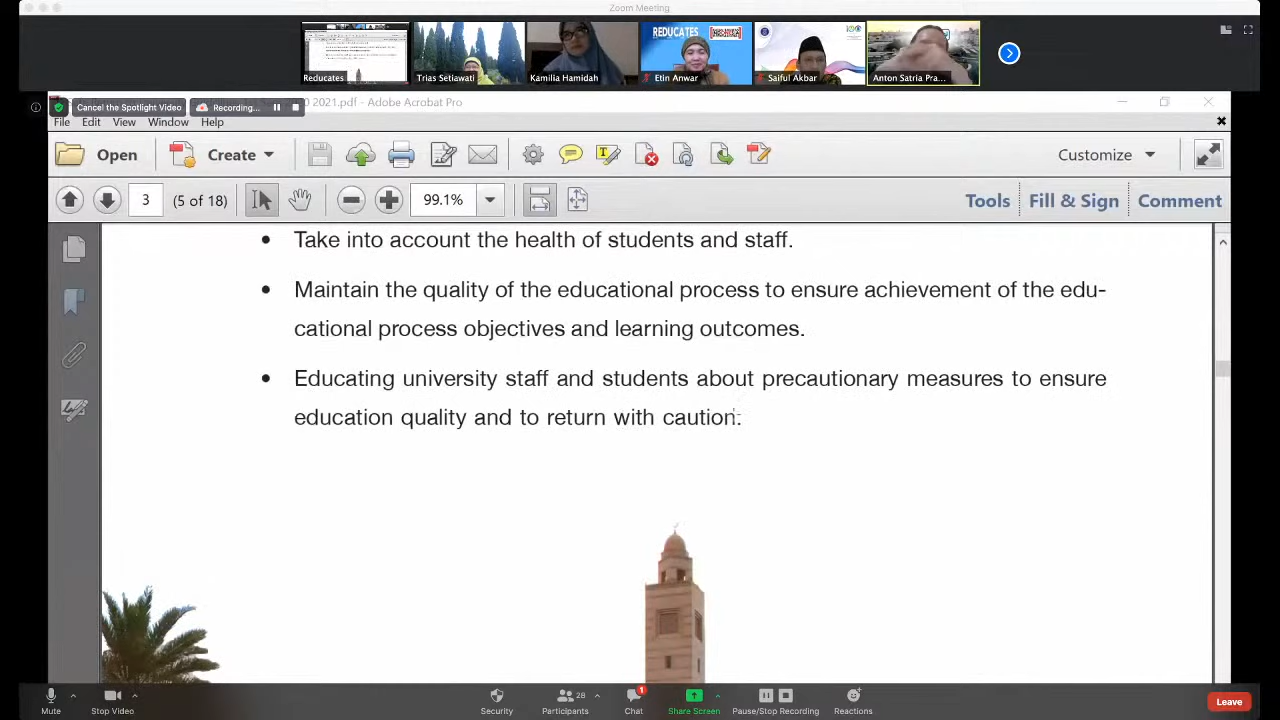 Zoom Meeting
REDUCATES
Reducates
Trias Setiawati
Kamilia Hamidah
Etin Anwar
Saiful Akbar
Anton Satria Pra...
Cancel the Spotlight Video
Recording...
2021.pdf - Adobe Acrobat Pro
File Edit View Window Help
Open Create Customize
3 (5 of 18) 99.1% Tools Fill & Sign Comment
• Take into account the health of students and staff.
• Maintain the quality of the educational process to ensure achievement of the edu-
cational process objectives and learning outcomes.
• Educating university staff and students about precautionary measures to ensure
education quality and to return with caution.
Mute Stop Video Security Participants 28 Chat 1 Share Screen Pause/Stop Recording Reactions Leave